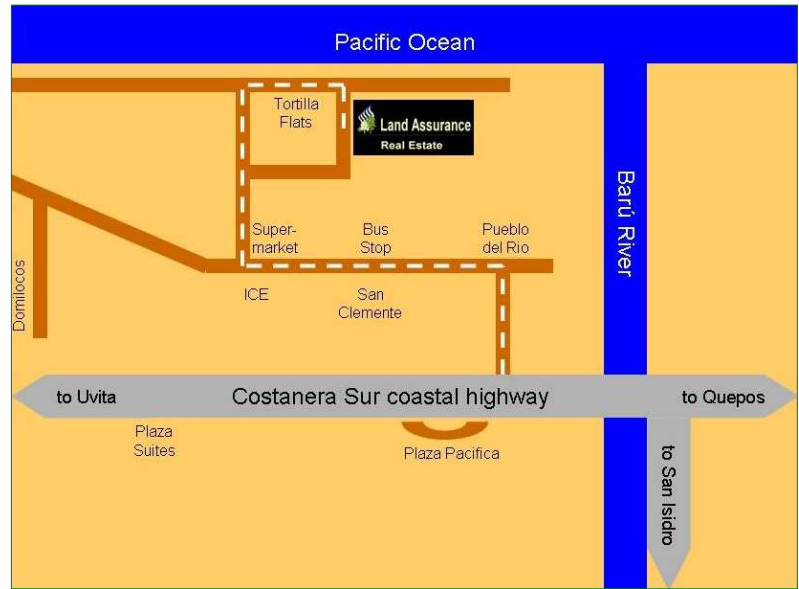 Pacific Ocean
Tortilla
Flats
Land Assurance
Real Estate
Barú River
Super-
market
Bus
Stop
Pueblo
del Rio
Domilocos
ICE
San
Clemente
to Uvita
Costanera Sur coastal highway
to Quepos
Plaza
Suites
Plaza Pacifica
to San Isidro